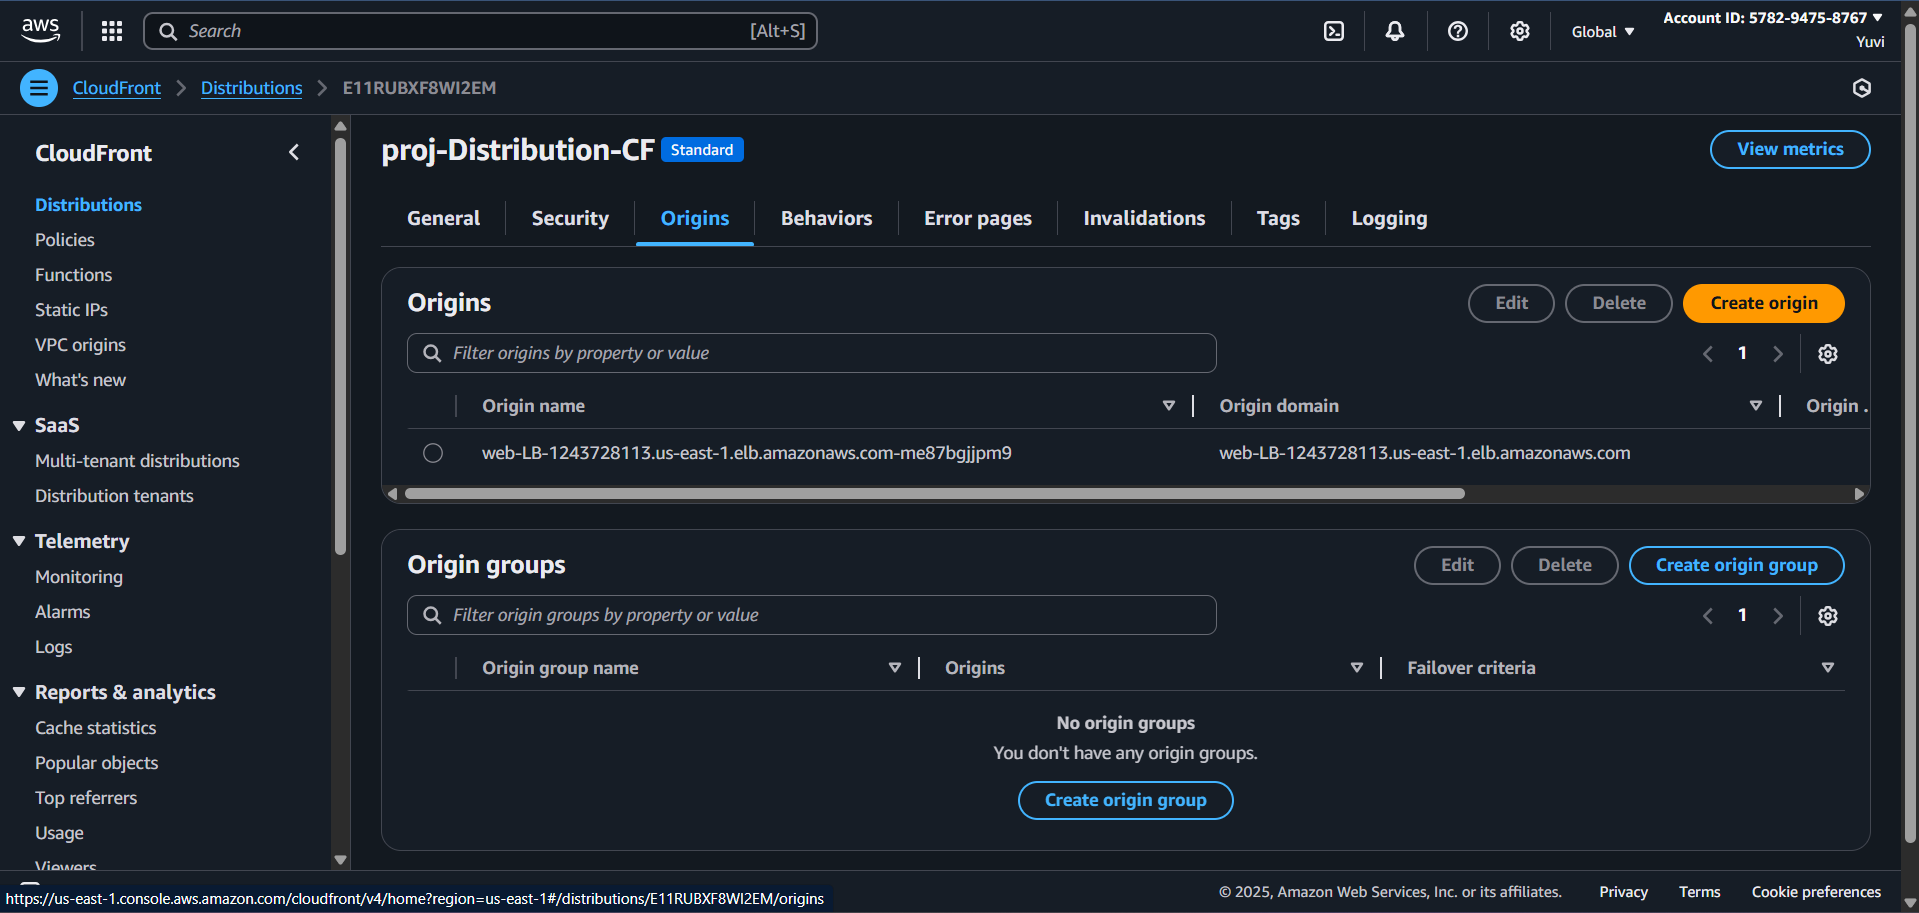 aws
Search
[Alt+S]
Global
Account ID: 5782-9475-8767
Yuvi
CloudFront
Distributions
E11RUBXF8WI2EM
CloudFront
Distributions
Policies
Functions
Static IPs
VPC origins
What's new
SaaS
Multi-tenant distributions
Distribution tenants
Telemetry
Monitoring
Alarms
Logs
Reports & analytics
Cache statistics
Popular objects
Top referrers
Usage
Viewers
proj-Distribution-CF
Standard
View metrics
General
Security
Origins
Behaviors
Error pages
Invalidations
Tags
Logging
Origins
Edit
Delete
Create origin
Filter origins by property or value
1
Origin name
Origin domain
Origin .
web-LB-1243728113.us-east-1.elb.amazonaws.com-me87bgjjpm9
web-LB-1243728113.us-east-1.elb.amazonaws.com
Origin groups
Edit
Delete
Create origin group
Filter origin groups by property or value
1
Origin group name
Origins
Failover criteria
No origin groups
You don't have any origin groups.
Create origin group
https://us-east-1.console.aws.amazon.com/cloudfront/v4/home?region=us-east-1#/distributions/E11RUBXF8WI2EM/origins
© 2025, Amazon Web Services, Inc. or its affiliates.
Privacy
Terms
Cookie preferences